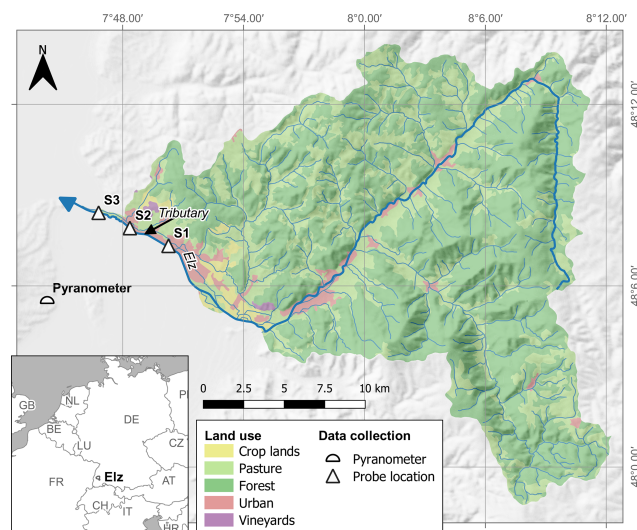 7°48.00'
7°54.00'
8°0.00'
8°6.00'
8°12.00'
N
48°12.00'
S3
S2
Tributary
S1
Elz
Pyranometer
48°6.00'
0 2.5 5 7.5 10 km
GB
NL
BE
DE
LU
CZ
FR
Elz
AT
CH
IT
HR
Land use
Crop lands
Pasture
Forest
Urban
Vineyards
Data collection
Pyranometer
Probe location
48°0.00'